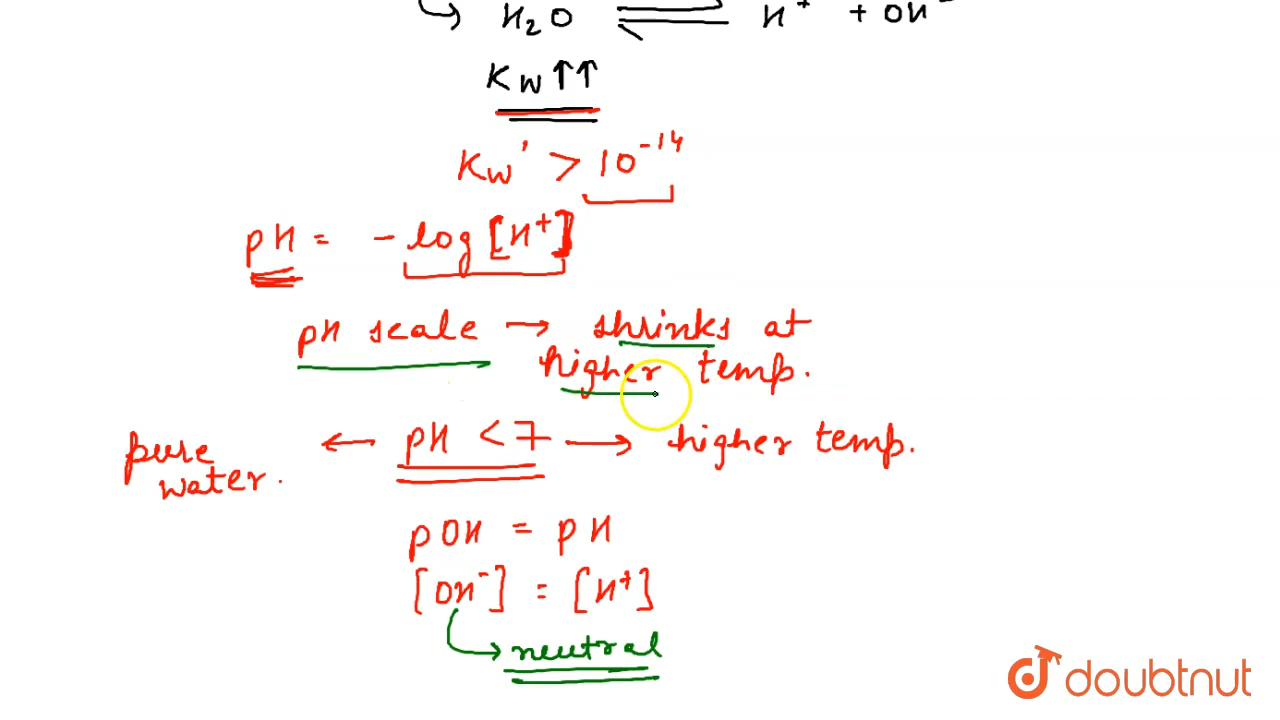 H₂O ⇌ H⁺ + OH⁻
Kw ↑↑
Kw' > 10⁻¹⁴
pH = - log [H⁺]
pH scale → shrinks at
higher temp.
pure ← pH < 7 → higher temp.
water.
pOH = pH
[OH⁻] = [H⁺]
→ neutral
doubtnut